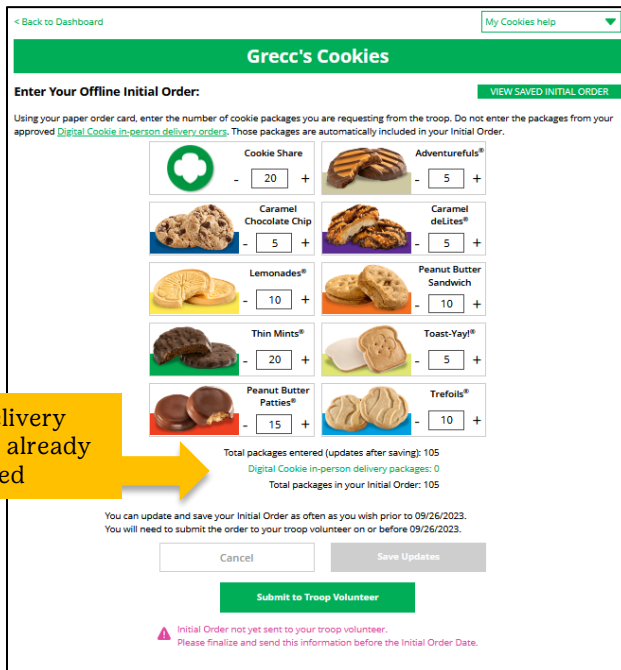 < Back to Dashboard
My Cookies help
Grecc's Cookies
Enter Your Offline Initial Order:
VIEW SAVED INITIAL ORDER
Using your paper order card, enter the number of cookie packages you are requesting from the troop. Do not enter the packages from your
approved Digital Cookie in-person delivery orders. Those packages are automatically included in your Initial Order.
Cookie Share
- 20 +
Adventurefuls®
- 5 +
Caramel
Chocolate Chip
- 5 +
Caramel
deLites®
- 5 +
Lemonades®
- 10 +
Peanut Butter
Sandwich
- 10 +
Thin Mints®
- 20 +
Toast-Yay!®
- 5 +
Peanut Butter
Patties®
- 15 +
Trefoils®
- 10 +
elivery
already
ed
Total packages entered (updates after saving): 105
Digital Cookie in-person delivery packages: 0
Total packages in your Initial Order: 105
You can update and save your Initial Order as often as you wish prior to 09/26/2023.
You will need to submit the order to your troop volunteer on or before 09/26/2023.
Cancel
Save Updates
Submit to Troop Volunteer
Initial Order not yet sent to your troop volunteer.
Please finalize and send this information before the Initial Order Date.